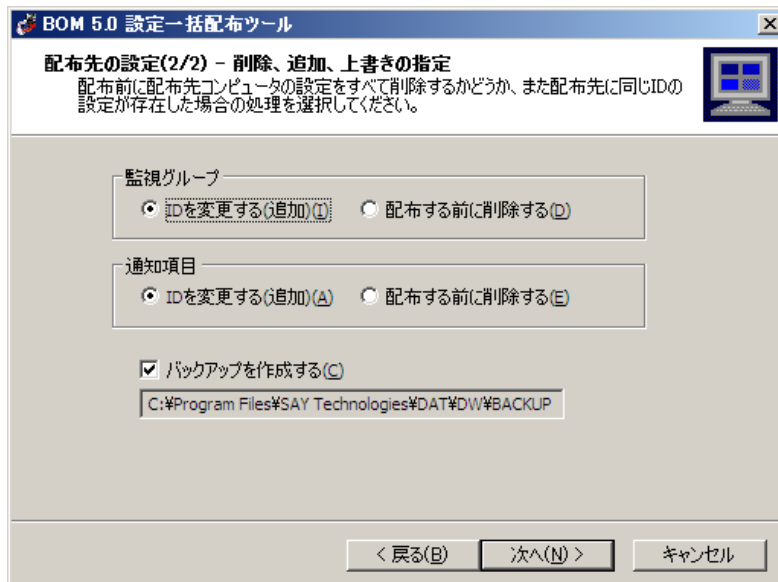 BOM 5.0 設定一括配布ツール
配布先の設定(2/2) - 削除、追加、上書きの指定
配布前に配布先コンピュータの設定をすべて削除するかどうか、また配布先に同じIDの
設定が存在した場合の処理を選択してください。
監視グループ
IDを変更する(追加)(I) 配布する前に削除する(D)
通知項目
IDを変更する(追加)(A) 配布する前に削除する(E)
バックアップを作成する(C)
C:¥Program Files¥SAY Technologies¥DAT¥DW¥BACKUP
< 戻る(B) 次へ(N) > キャンセル